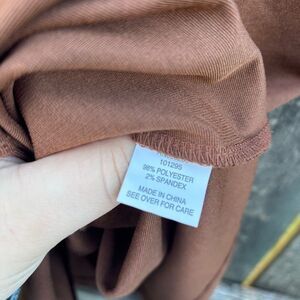 101295
98% POLYESTER
2% SPANDEX
MADE IN CHINA
SEE OVER FOR CARE